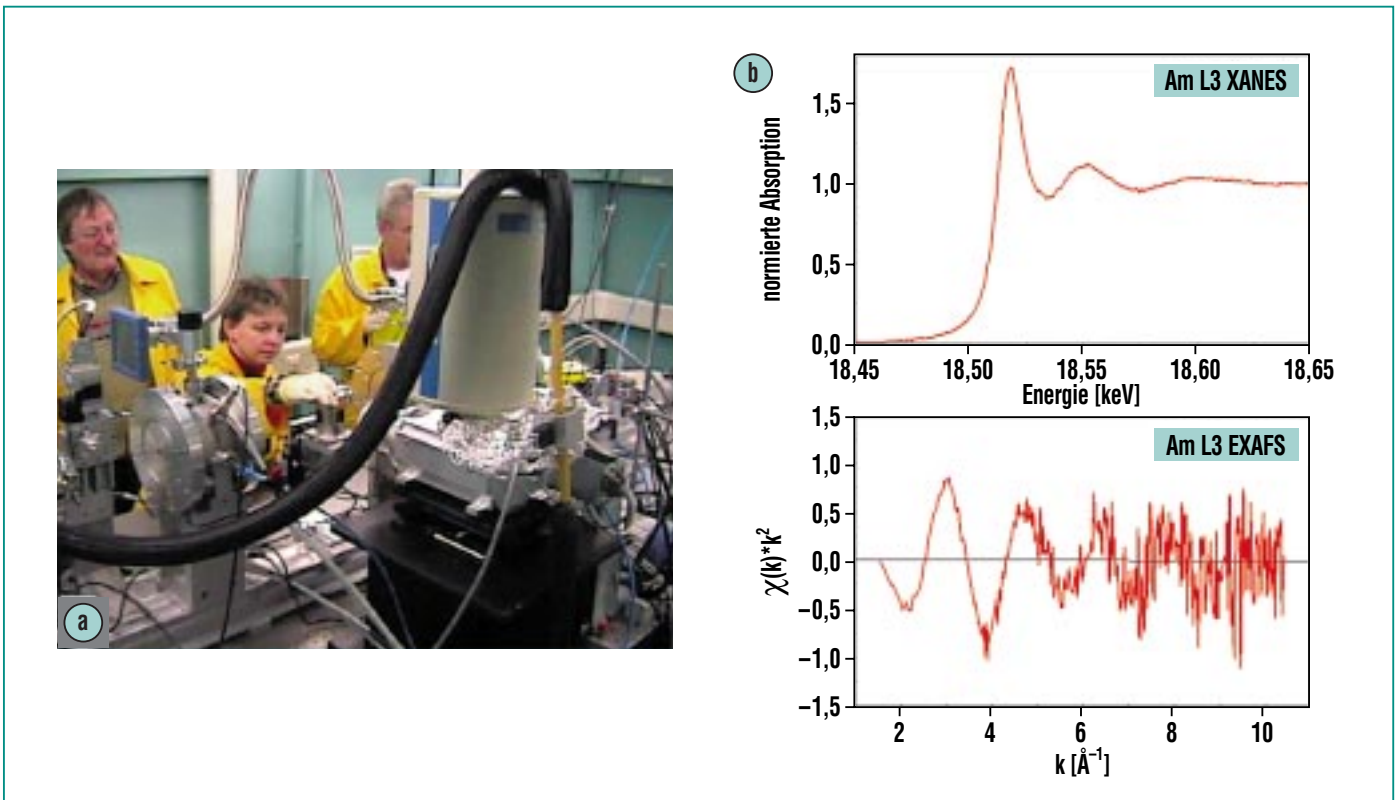 a
b
Am L3 XANES
normierte Absorption
1,5
1,0
0,5
0,0
18,45 18,50 18,55 18,60 18,65
Energie [keV]
Am L3 EXAFS
χ(k)*k²
1,5
1,0
0,5
0,0
−0,5
−1,0
−1,5
2 4 6 8 10
k [Å⁻¹]